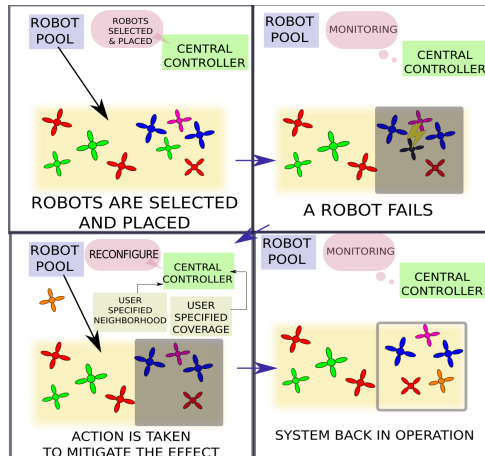 ROBOT
POOL
ROBOTS
SELECTED
& PLACED
CENTRAL
CONTROLLER
ROBOTS ARE SELECTED
AND PLACED
ROBOT
POOL
MONITORING
CENTRAL
CONTROLLER
A ROBOT FAILS
ROBOT
POOL
RECONFIGURE
CENTRAL
CONTROLLER
USER
SPECIFIED
NEIGHBORHOOD
USER
SPECIFIED
COVERAGE
ACTION IS TAKEN
TO MITIGATE THE EFFECT
ROBOT
POOL
MONITORING
CENTRAL
CONTROLLER
SYSTEM BACK IN OPERATION